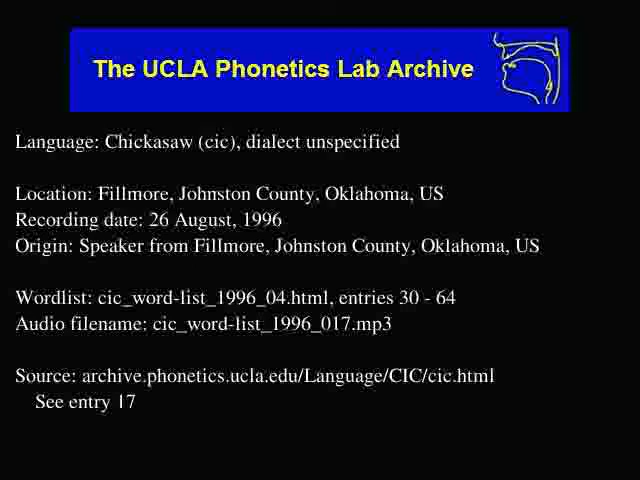 The UCLA Phonetics Lab Archive
Language: Chickasaw (cic), dialect unspecified
Location: Fillmore, Johnston County, Oklahoma, US
Recording date: 26 August, 1996
Origin: Speaker from Fillmore, Johnston County, Oklahoma, US
Wordlist: cic_word-list_1996_04.html, entries 30 - 64
Audio filename: cic_word-list_1996_017.mp3
Source: archive.phonetics.ucla.edu/Language/CIC/cic.html
See entry 17